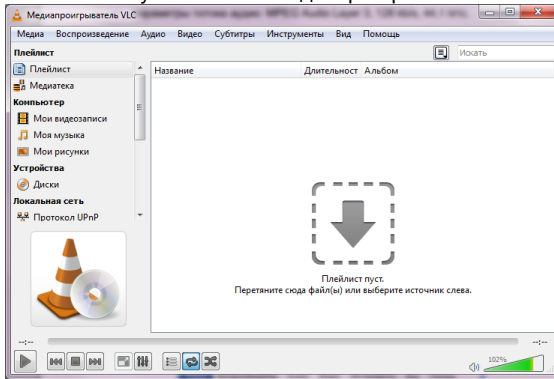 Медиапроигрыватель VLC
Медиа Воспроизведение Аудио Видео Субтитры Инструменты Вид Помощь
Плейлист
Искать
Плейлист
Название Длительност Альбом
Медиатека
Компьютер
Мои видеозаписи
Моя музыка
Мои рисунки
Устройства
Диски
Локальная сеть
Протокол UPnP
Плейлист пуст.
Перетяните сюда файл(ы) или выберите источник слева.
--:-- --:--
102%